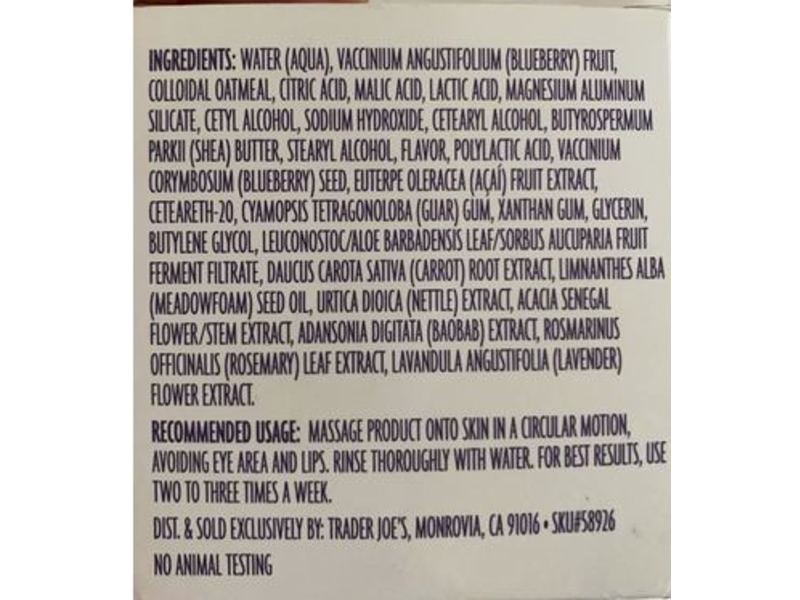 INGREDIENTS: WATER (AQUA), VACCINIUM ANGUSTIFOLIUM (BLUEBERRY) FRUIT,
COLLOIDAL OATMEAL, CITRIC ACID, MALIC ACID, LACTIC ACID, MAGNESIUM ALUMINUM
SILICATE, CETYL ALCOHOL, SODIUM HYDROXIDE, CETEARYL ALCOHOL, BUTYROSPERMUM
PARKII (SHEA) BUTTER, STEARYL ALCOHOL, FLAVOR, POLYLACTIC ACID, VACCINIUM
CORYMBOSUM (BLUEBERRY) SEED, EUTERPE OLERACEA (AÇAÍ) FRUIT EXTRACT,
CETEARETH-20, CYAMOPSIS TETRAGONOLOBA (GUAR) GUM, XANTHAN GUM, GLYCERIN,
BUTYLENE GLYCOL, LEUCONOSTOC/ALOE BARBADENSIS LEAF/SORBUS AUCUPARIA FRUIT
FERMENT FILTRATE, DAUCUS CAROTA SATIVA (CARROT) ROOT EXTRACT, LIMNANTHES ALBA
(MEADOWFOAM) SEED OIL, URTICA DIOICA (NETTLE) EXTRACT, ACACIA SENEGAL
FLOWER/STEM EXTRACT, ADANSONIA DIGITATA (BAOBAB) EXTRACT, ROSMARINUS
OFFICINALIS (ROSEMARY) LEAF EXTRACT, LAVANDULA ANGUSTIFOLIA (LAVENDER)
FLOWER EXTRACT.
RECOMMENDED USAGE: MASSAGE PRODUCT ONTO SKIN IN A CIRCULAR MOTION,
AVOIDING EYE AREA AND LIPS. RINSE THOROUGHLY WITH WATER. FOR BEST RESULTS, USE
TWO TO THREE TIMES A WEEK.
DIST. & SOLD EXCLUSIVELY BY: TRADER JOE'S, MONROVIA, CA 91016 • SKU#58926
NO ANIMAL TESTING